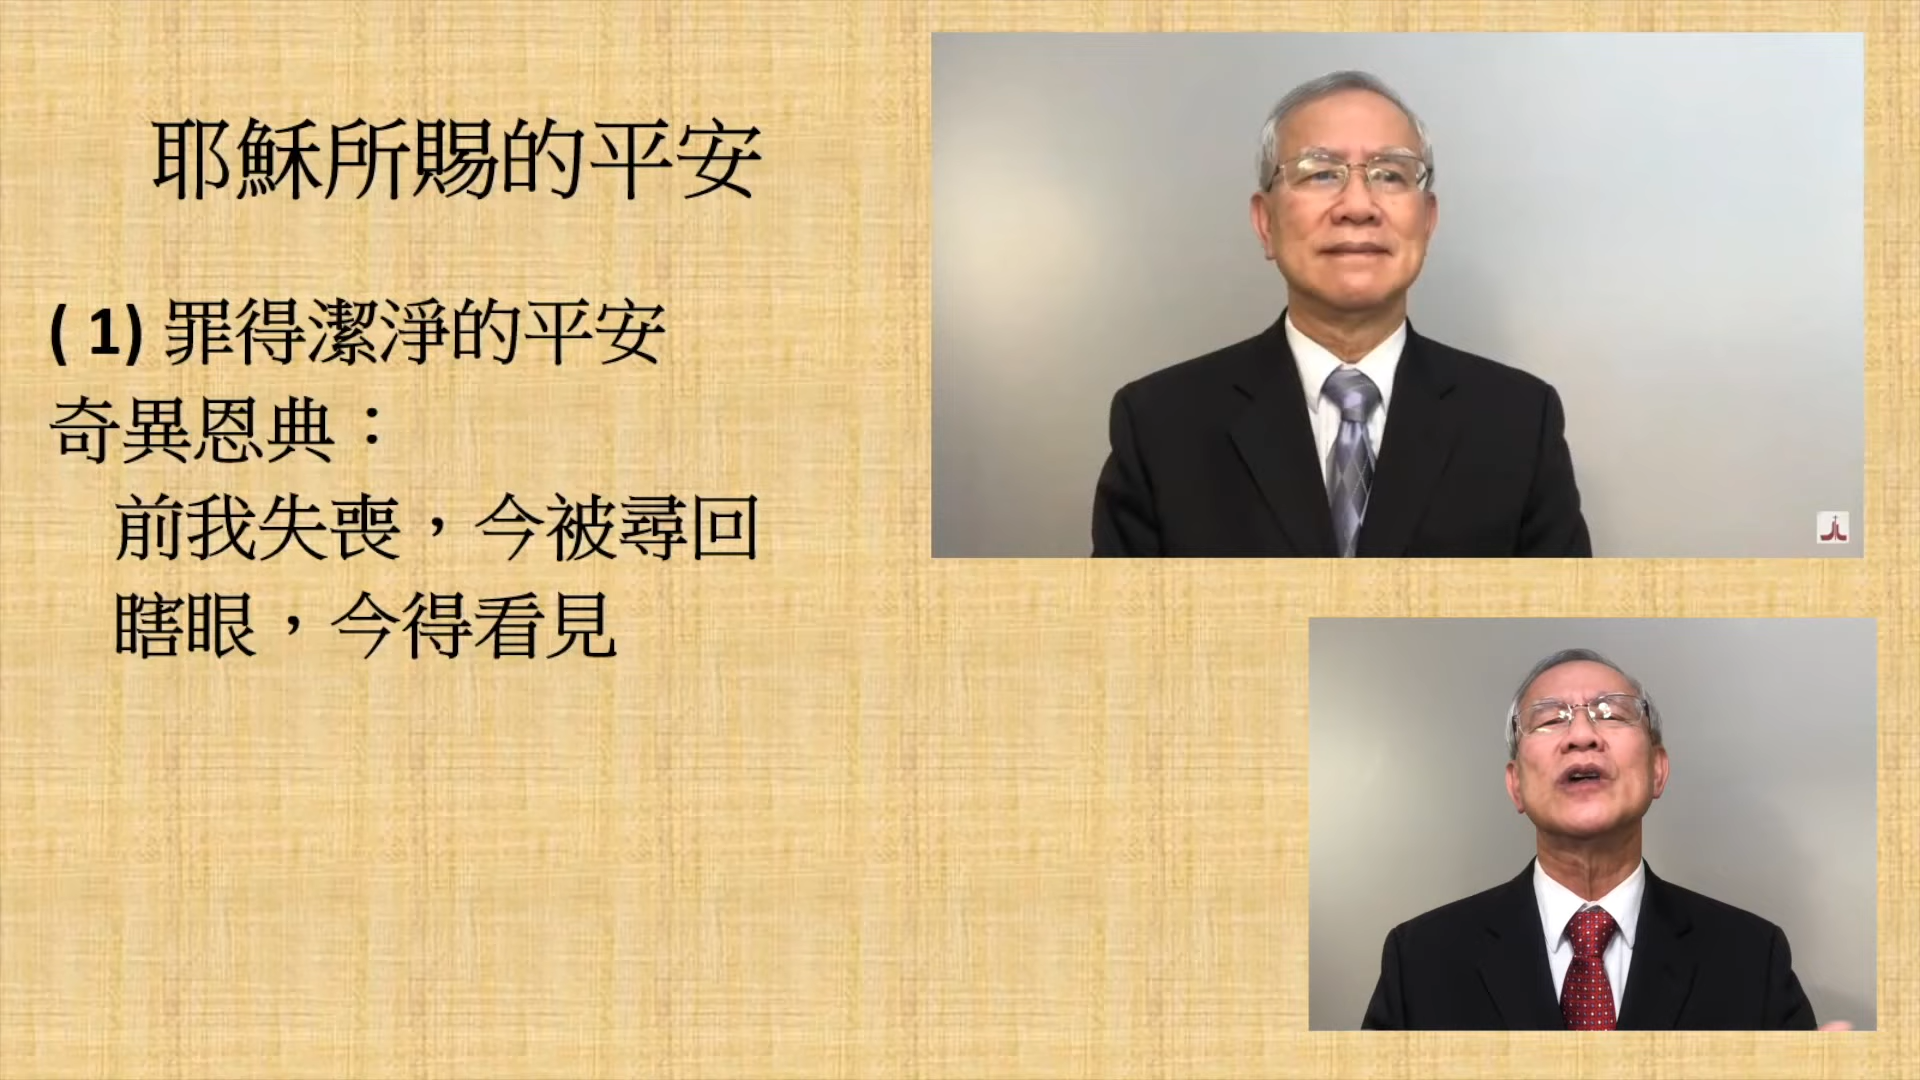 耶穌所賜的平安
( 1) 罪得潔淨的平安
奇異恩典：
前我失喪，今被尋回
瞎眼，今得看見